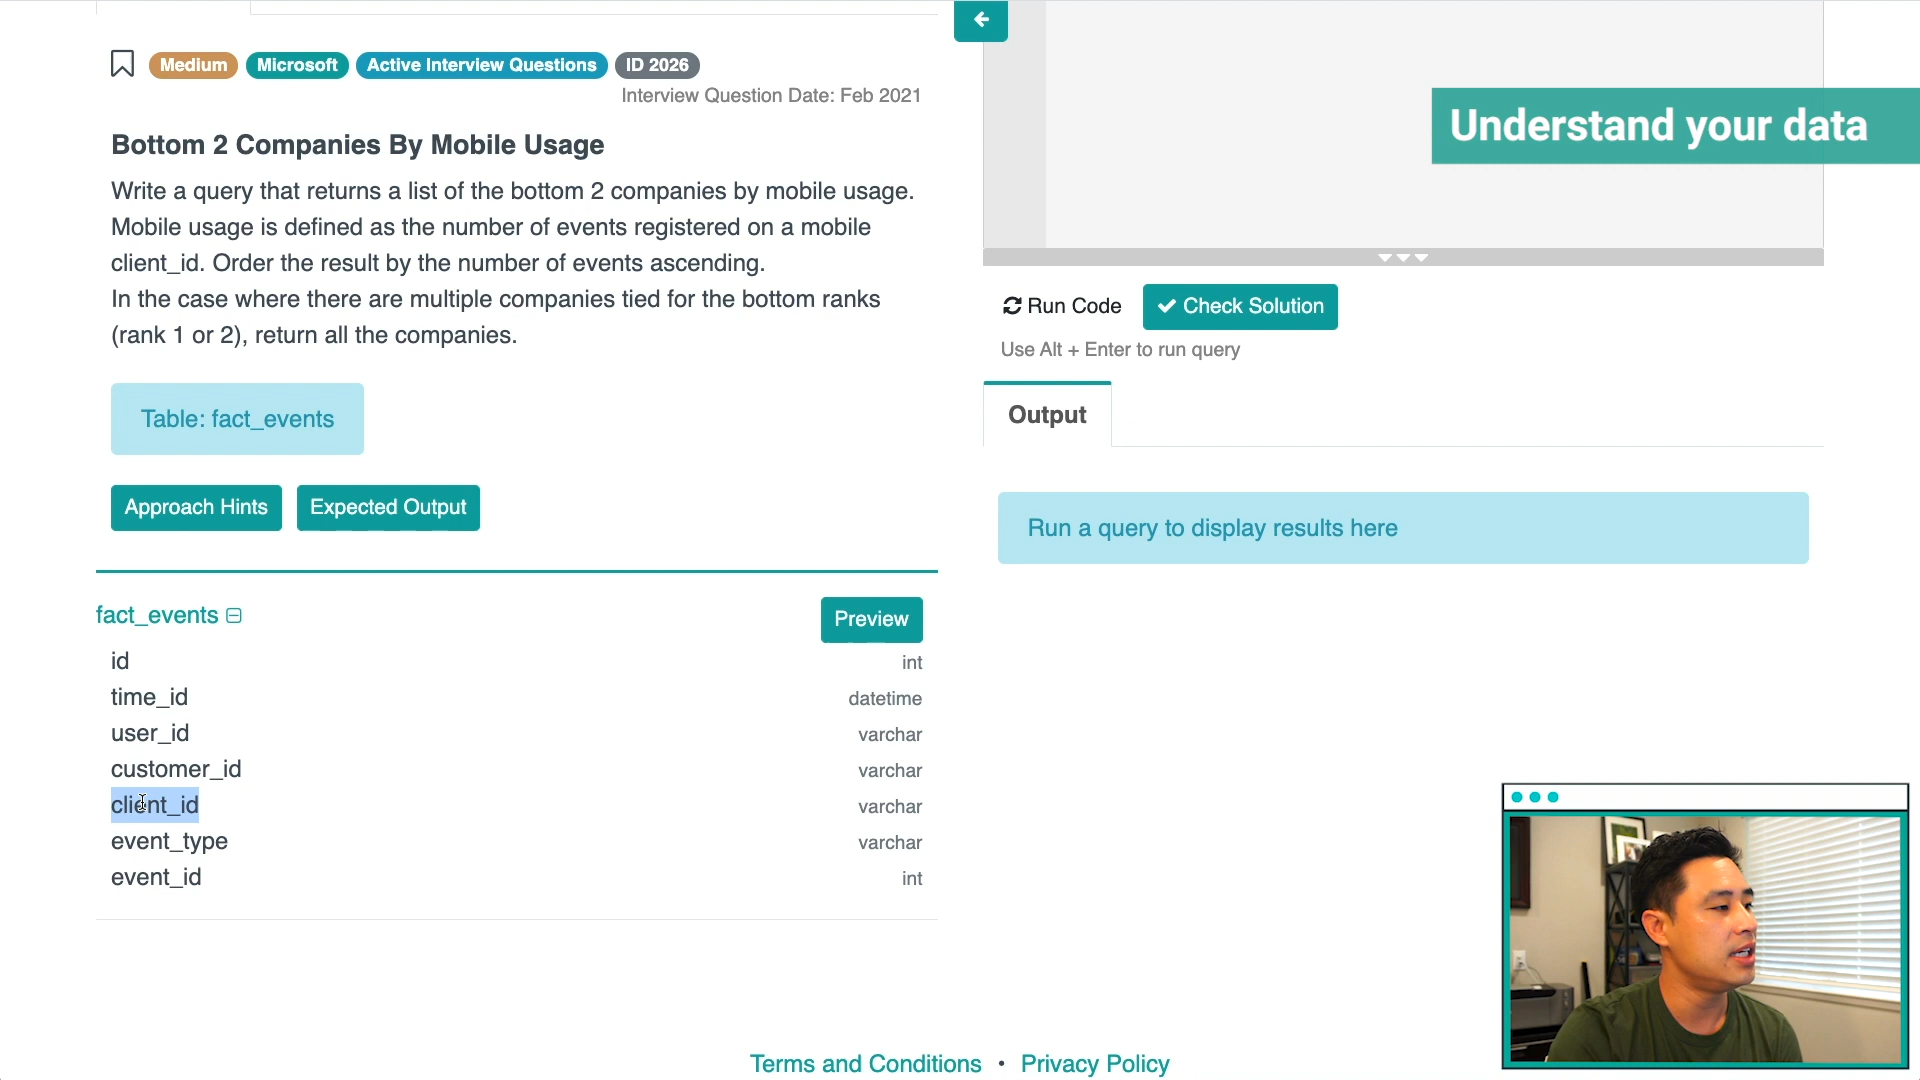 Medium Microsoft Active Interview Questions ID 2026
Interview Question Date: Feb 2021
Bottom 2 Companies By Mobile Usage
Write a query that returns a list of the bottom 2 companies by mobile usage.
Mobile usage is defined as the number of events registered on a mobile
client_id. Order the result by the number of events ascending.
In the case where there are multiple companies tied for the bottom ranks
(rank 1 or 2), return all the companies.
Table: fact_events
Approach Hints Expected Output
fact_events
Preview
id int
time_id datetime
user_id varchar
customer_id varchar
client_id varchar
event_type varchar
event_id int
Understand your data
Run Code Check Solution
Use Alt + Enter to run query
Output
Run a query to display results here
Terms and Conditions • Privacy Policy